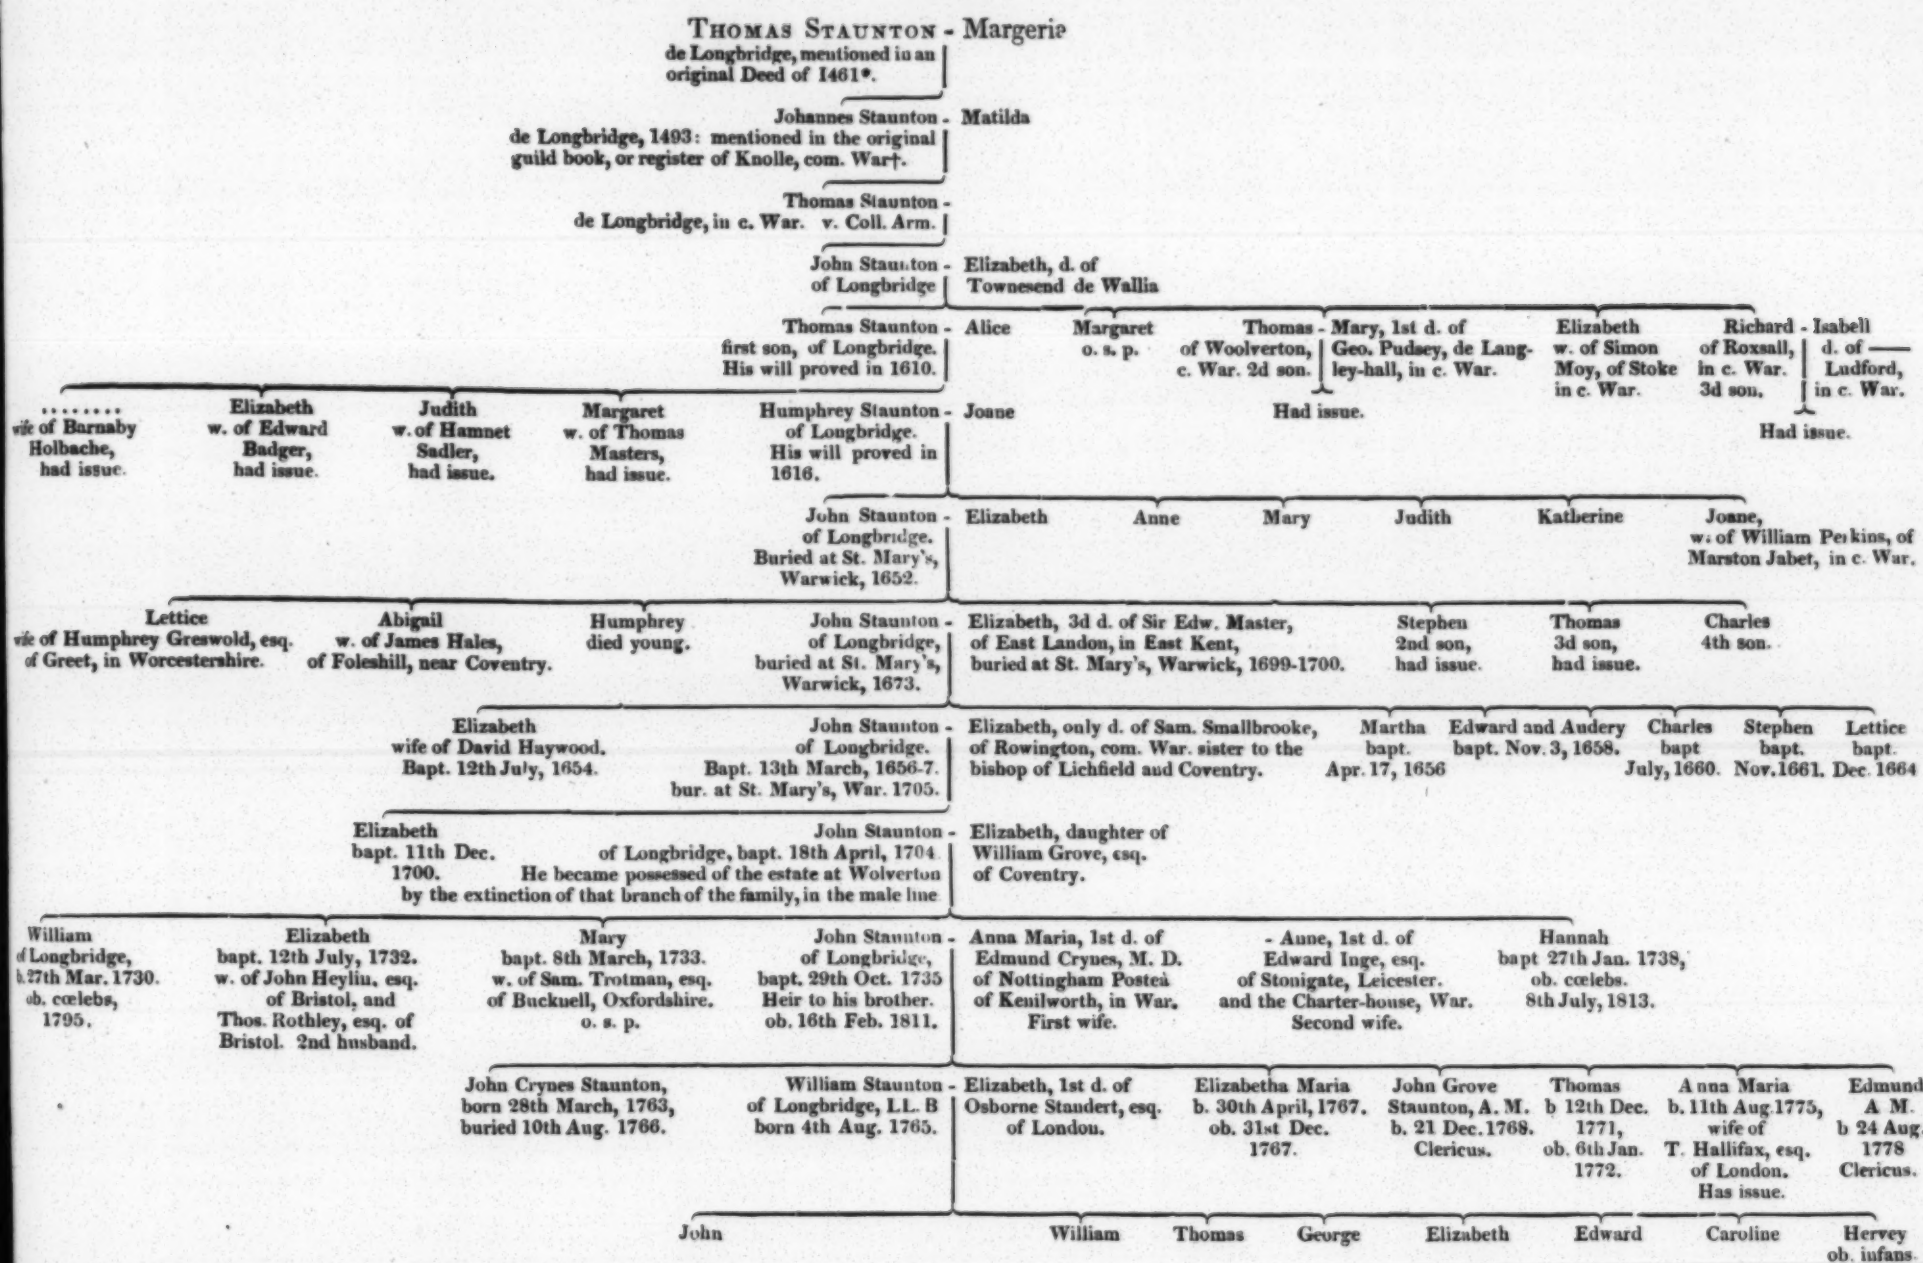 THOMAS STAUNTON - Margeria
de Longbridge, mentioned in an
original Deed of 1461*.
Johannes Staunton - Matilda
de Longbridge, 1493: mentioned in the original
guild book, or register of Knolle, com. War†.
Thomas Staunton -
de Longbridge, in c. War. v. Coll. Arm.
John Staunton - Elizabeth, d. of
of Longbridge Townesend de Wallia
Thomas Staunton - Alice
first son, of Longbridge.
His will proved in 1610.
Margaret
o. s. p.
Thomas - Mary, 1st d. of
of Woolverton, Geo. Pudsey, de Lang-
c. War. 2d son. ley-hall, in c. War.
Had issue.
Elizabeth
w. of Simon
Moy, of Stoke
in c. War.
Richard - Isabell
of Roxsall, d. of ——
in c. War. Ludford,
3d son. in c. War.
Had issue.
........
wife of Barnaby
Holbache,
had issue.
Elizabeth
w. of Edward
Badger,
had issue.
Judith
w. of Hamnet
Sadler,
had issue.
Margaret
w. of Thomas
Masters,
had issue.
Humphrey Staunton - Joane
of Longbridge.
His will proved in
1616.
John Staunton - Elizabeth
of Longbridge.
Buried at St. Mary's,
Warwick, 1652.
Anne
Mary
Judith
Katherine
Joane,
w. of William Perkins, of
Marston Jabet, in c. War.
Lettice
wife of Humphrey Greswold, esq.
of Greet, in Worcestershire.
Abigail
w. of James Hales,
of Foleshill, near Coventry.
Humphrey
died young.
John Staunton - Elizabeth, 3d d. of Sir Edw. Master,
of Longbridge, of East Landon, in East Kent,
buried at St. Mary's, buried at St. Mary's, Warwick, 1699-1700.
Warwick, 1673.
Stephen
2nd son,
had issue.
Thomas
3d son,
had issue.
Charles
4th son.
Elizabeth
wife of David Haywood.
Bapt. 12th July, 1654.
John Staunton - Elizabeth, only d. of Sam. Smallbrooke,
of Longbridge. of Rowington, com. War. sister to the
Bapt. 13th March, 1656-7. bishop of Lichfield and Coventry.
bur. at St. Mary's, War. 1705.
Martha
bapt.
Apr. 17, 1656
Edward and Audery
bapt. Nov. 3, 1658.
Charles
bapt
July, 1660.
Stephen
bapt.
Nov. 1661.
Lettice
bapt.
Dec. 1664
Elizabeth
bapt. 11th Dec.
1700.
John Staunton - Elizabeth, daughter of
of Longbridge, bapt. 18th April, 1704 William Grove, esq.
He became possessed of the estate at Wolverton of Coventry.
by the extinction of that branch of the family, in the male line
William
of Longbridge,
b. 27th Mar. 1730.
ob. cœlebs,
1795.
Elizabeth
bapt. 12th July, 1732.
w. of John Heylin, esq.
of Bristol, and
Thos. Rothley, esq. of
Bristol. 2nd husband.
Mary
bapt. 8th March, 1733.
w. of Sam. Trotman, esq.
of Bucknell, Oxfordshire.
o. s. p.
John Staunton - Anna Maria, 1st d. of
of Longbridge, Edmund Crynes, M. D.
bapt. 29th Oct. 1735 of Nottingham Posteà
Heir to his brother. of Kenilworth, in War.
ob. 16th Feb. 1811. First wife.
- Anne, 1st d. of
Edward Inge, esq.
of Stonigate, Leicester.
and the Charter-house, War.
Second wife.
Hannah
bapt 27th Jan. 1738,
ob. cœlebs.
8th July, 1813.
John Crynes Staunton,
born 28th March, 1763,
buried 10th Aug. 1766.
William Staunton - Elizabeth, 1st d. of
of Longbridge, LL. B Osborne Standert, esq.
born 4th Aug. 1765. of London.
Elizabetha Maria
b. 30th April, 1767.
ob. 31st Dec.
1767.
John Grove
Staunton, A. M.
b. 21 Dec. 1768.
Clericus.
Thomas
b 12th Dec.
1771,
ob. 6th Jan.
1772.
Anna Maria
b. 11th Aug. 1775,
wife of
T. Hallifax, esq.
of London.
Has issue.
Edmund
A M.
b 24 Aug.
1778
Clericus.
John
William
Thomas
George
Elizabeth
Edward
Caroline
Hervey
ob. infans.